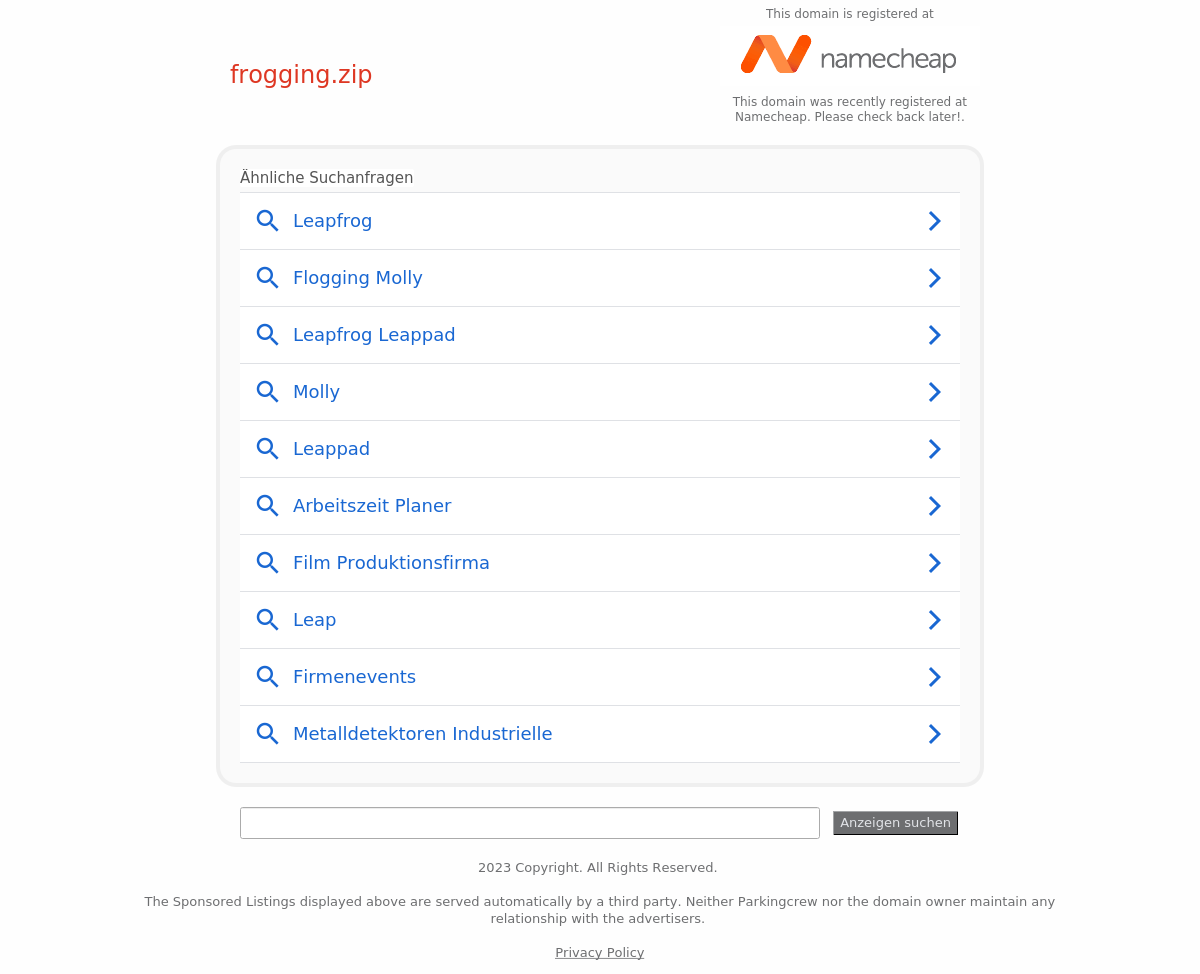 This domain is registered at
namecheap
frogging.zip
This domain was recently registered at
Namecheap. Please check back later!.
Ähnliche Suchanfragen
Leapfrog
Flogging Molly
Leapfrog Leappad
Molly
Leappad
Arbeitszeit Planer
Film Produktionsfirma
Leap
Firmenevents
Metalldetektoren Industrielle
Anzeigen suchen
2023 Copyright. All Rights Reserved.
The Sponsored Listings displayed above are served automatically by a third party. Neither Parkingcrew nor the domain owner maintain any
relationship with the advertisers.
Privacy Policy